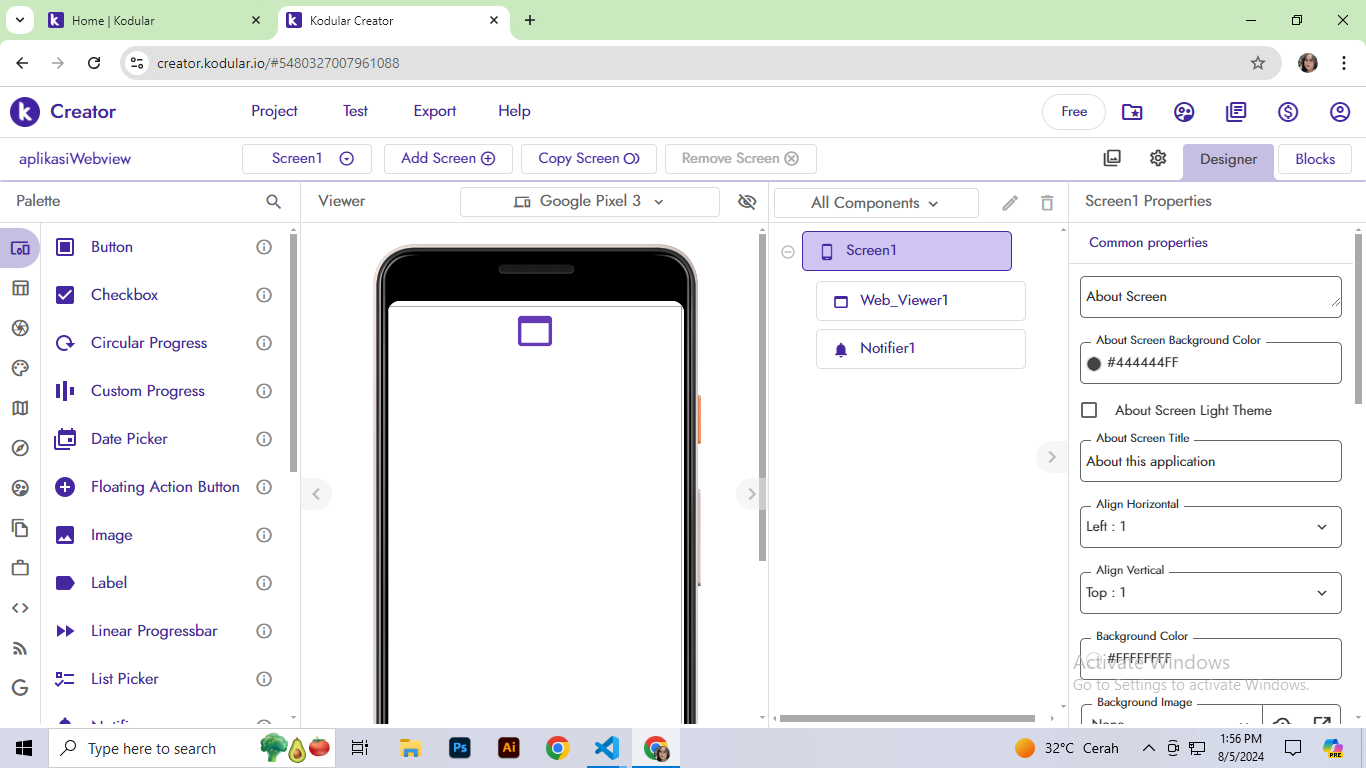 Home | Kodular
Kodular Creator
creator.kodular.io/#5480327007961088
Creator
Project
Test
Export
Help
Free
aplikasiWebview
Screen1
Add Screen
Copy Screen
Remove Screen
Designer
Blocks
Palette
Viewer
Google Pixel 3
All Components
Screen1 Properties
Button
Checkbox
Circular Progress
Custom Progress
Date Picker
Floating Action Button
Image
Label
Linear Progressbar
List Picker
Screen1
Web_Viewer1
Notifier1
Common properties
About Screen
About Screen Background Color
#444444FF
About Screen Light Theme
About Screen Title
About this application
Align Horizontal
Left : 1
Align Vertical
Top : 1
Background Color
#FFFFFFFF
Activate Windows
Go to Settings to activate Windows.
Background Image
None
Type here to search
Ps
Ai
32°C Cerah
1:56 PM
8/5/2024
PRE